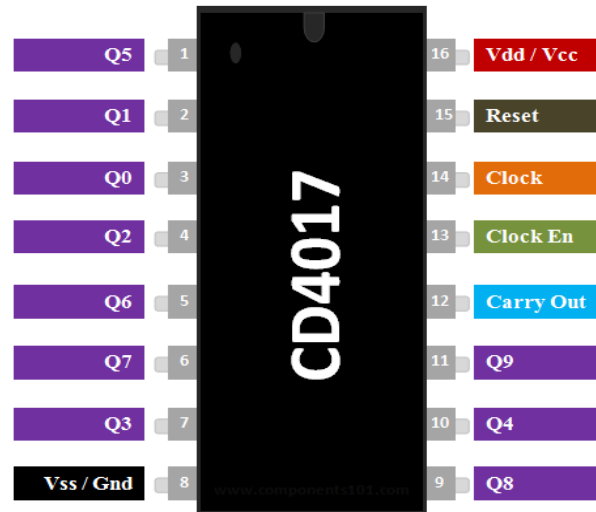 Q5 1 16 Vdd / Vcc
Q1 2 15 Reset
Q0 3 14 Clock
Q2 4 13 Clock En
Q6 5 12 Carry Out
Q7 6 11 Q9
Q3 7 10 Q4
Vss / Gnd 8 9 Q8
CD4017
www.components101.com